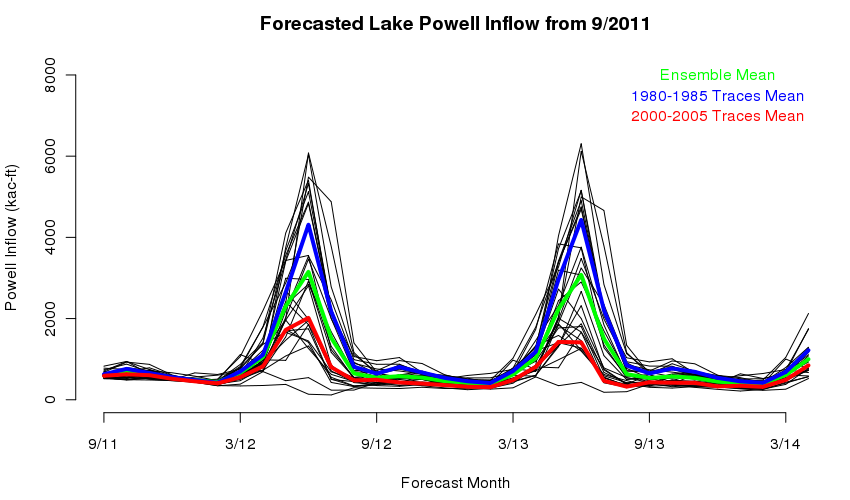 Forecasted Lake Powell Inflow from 9/2011
Ensemble Mean
1980-1985 Traces Mean
2000-2005 Traces Mean
Powell Inflow (kac-ft)
8000
6000
4000
2000
0
9/11 3/12 9/12 3/13 9/13 3/14
Forecast Month